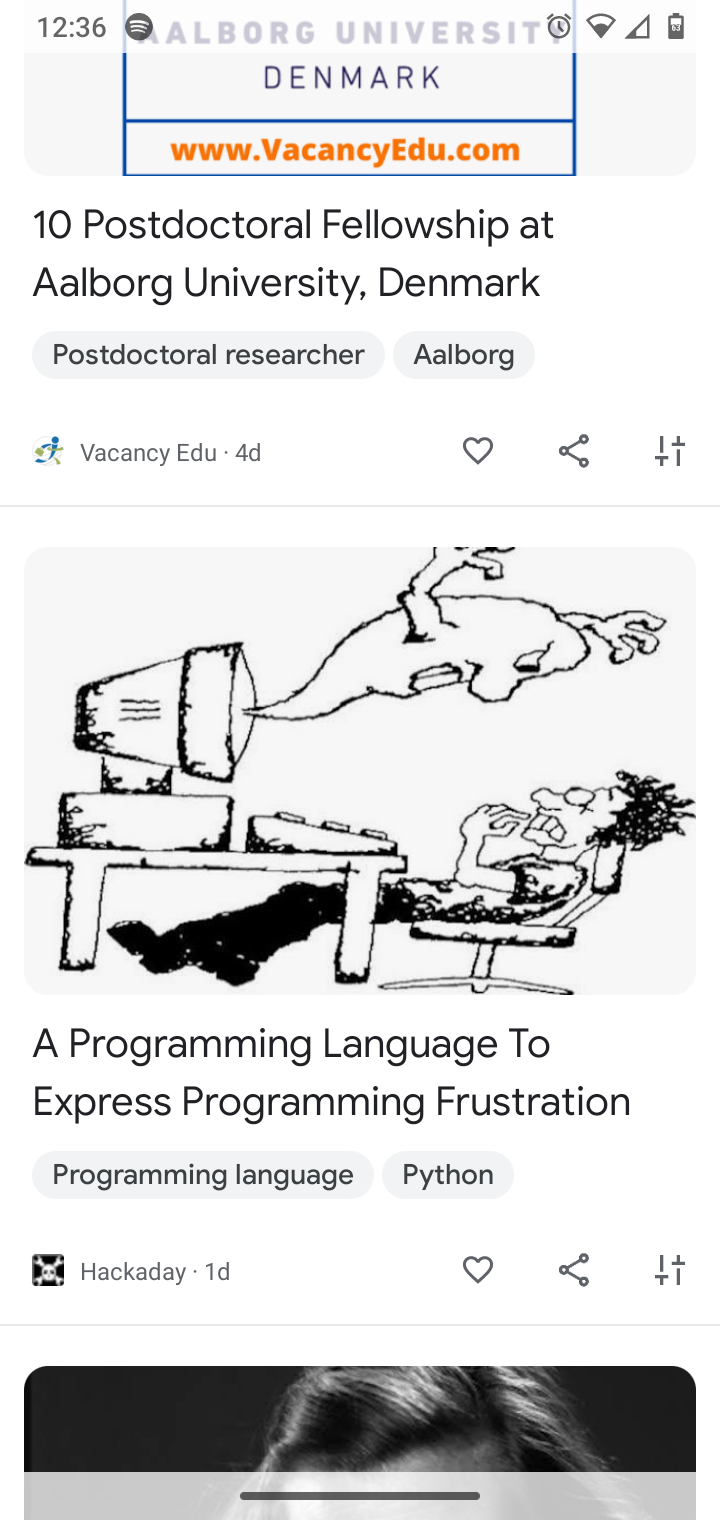 12:36
AALBORG UNIVERSITY
DENMARK
www.VacancyEdu.com
10 Postdoctoral Fellowship at
Aalborg University, Denmark
Postdoctoral researcher Aalborg
Vacancy Edu · 4d
A Programming Language To
Express Programming Frustration
Programming language Python
Hackaday · 1d